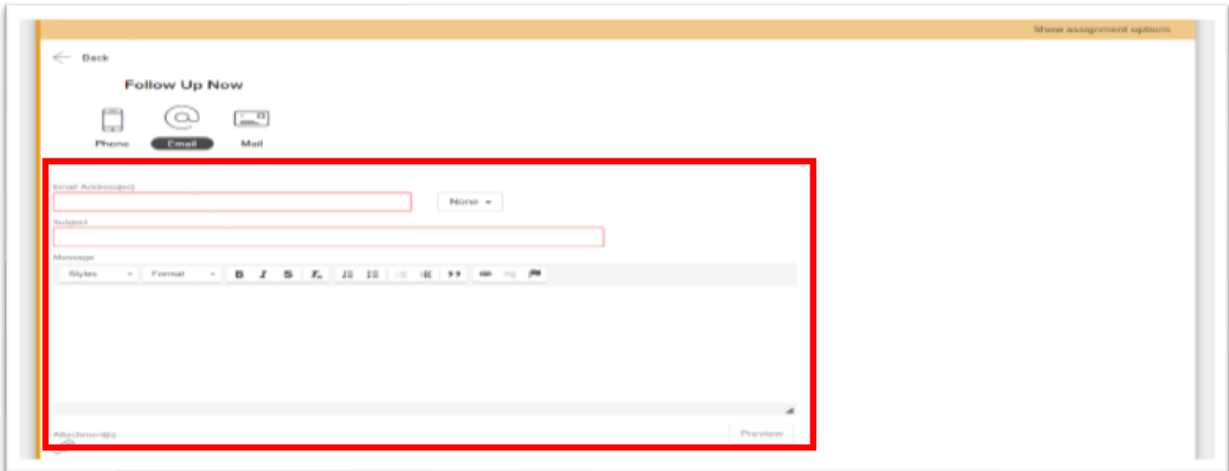 Show assignment options
Back
Follow Up Now
Phone Email Mail
Email Address(es)
None
Subject
Message
Styles Format B I S Ix
Attachment(s) Preview